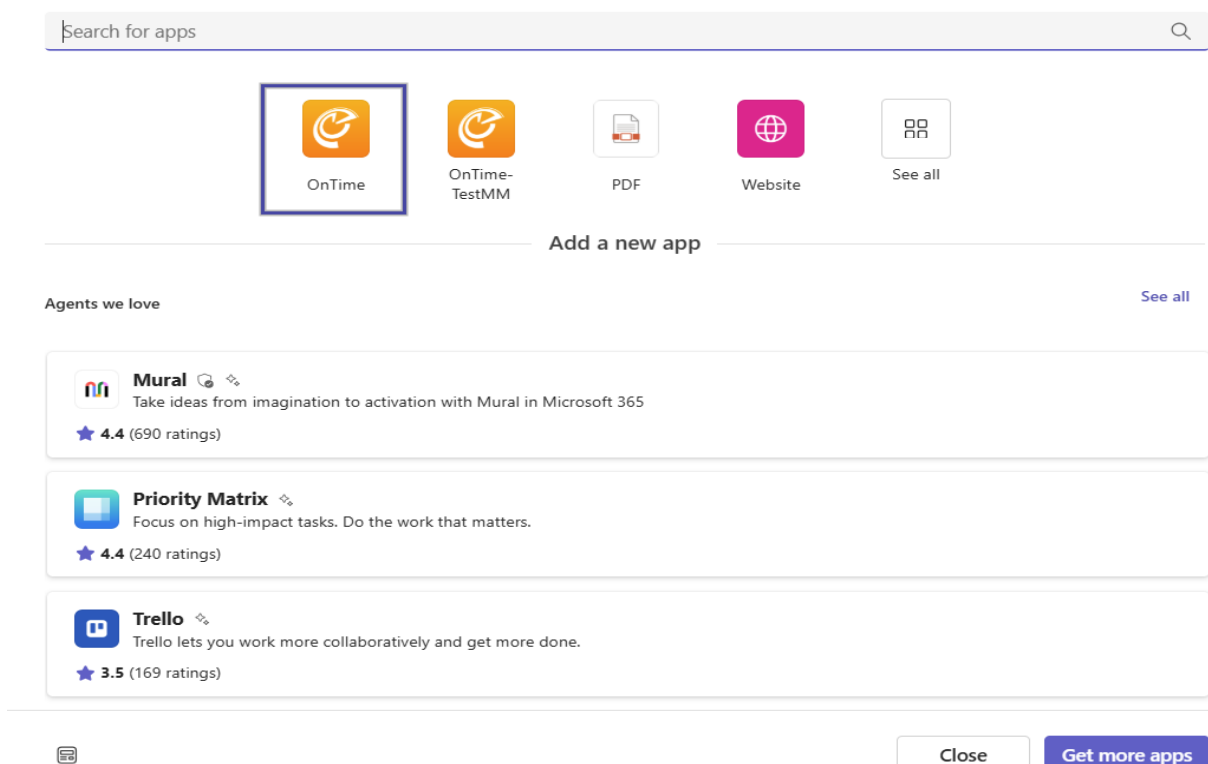 Search for apps
OnTime
OnTime-
TestMM
PDF
Website
See all
Add a new app
Agents we love
See all
Mural
Take ideas from imagination to activation with Mural in Microsoft 365
4.4 (690 ratings)
Priority Matrix
Focus on high-impact tasks. Do the work that matters.
4.4 (240 ratings)
Trello
Trello lets you work more collaboratively and get more done.
3.5 (169 ratings)
Close
Get more apps